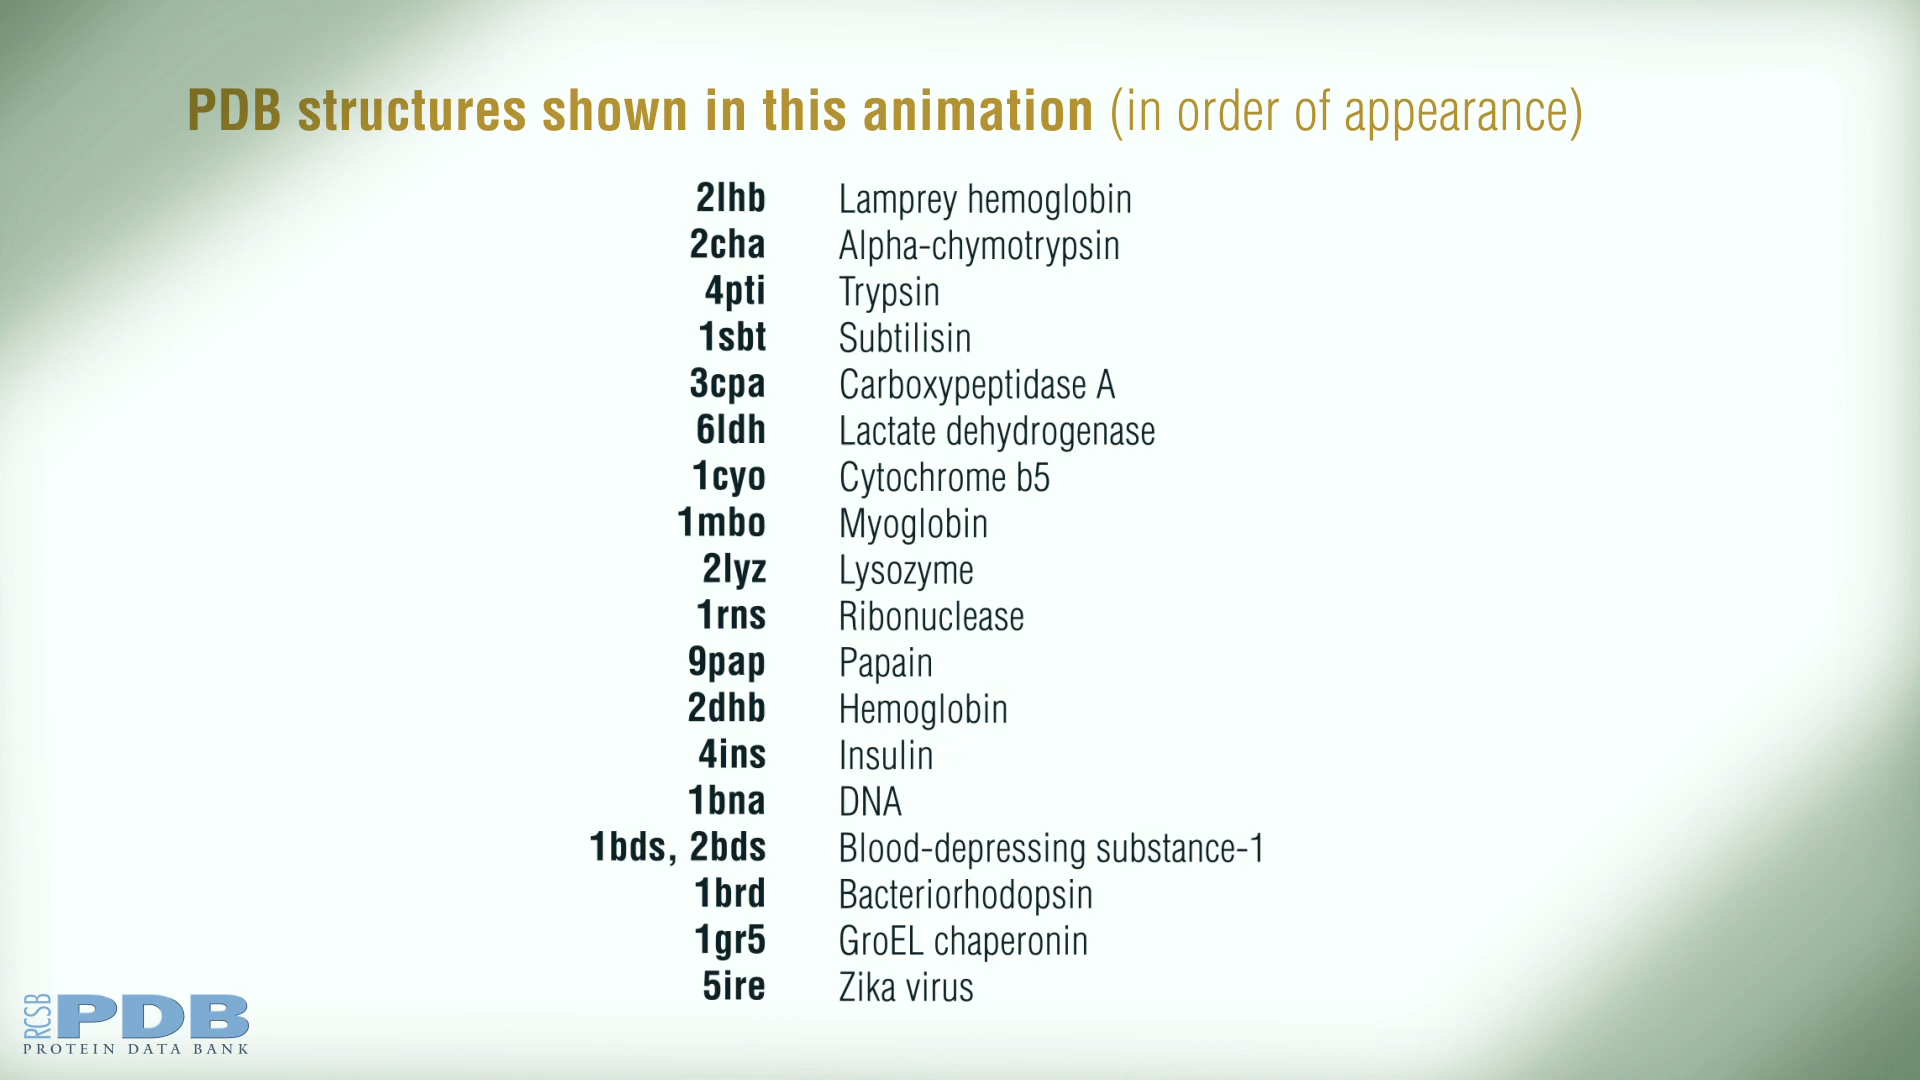 PDB structures shown in this animation (in order of appearance)
2lhb Lamprey hemoglobin
2cha Alpha-chymotrypsin
4pti Trypsin
1sbt Subtilisin
3cpa Carboxypeptidase A
6ldh Lactate dehydrogenase
1cyo Cytochrome b5
1mbo Myoglobin
2lyz Lysozyme
1rns Ribonuclease
9pap Papain
2dhb Hemoglobin
4ins Insulin
1bna DNA
1bds, 2bds Blood-depressing substance-1
1brd Bacteriorhodopsin
1gr5 GroEL chaperonin
5ire Zika virus
RCSB PDB
PROTEIN DATA BANK